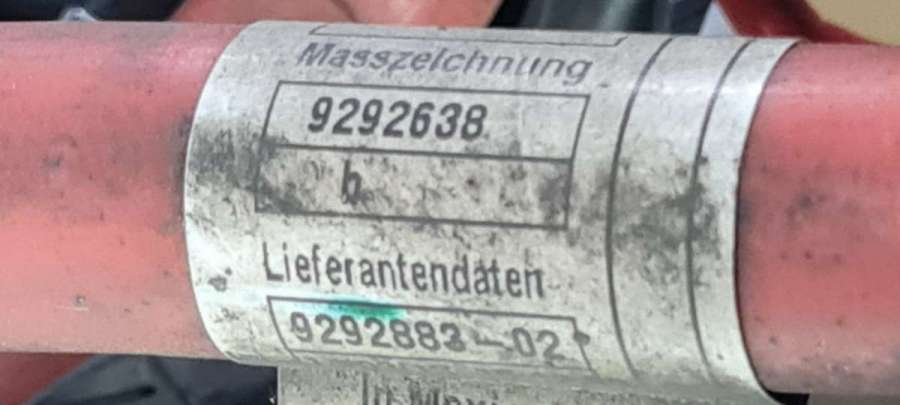 Masszeichnung
9292638
b
Lieferantendaten
9292883-02